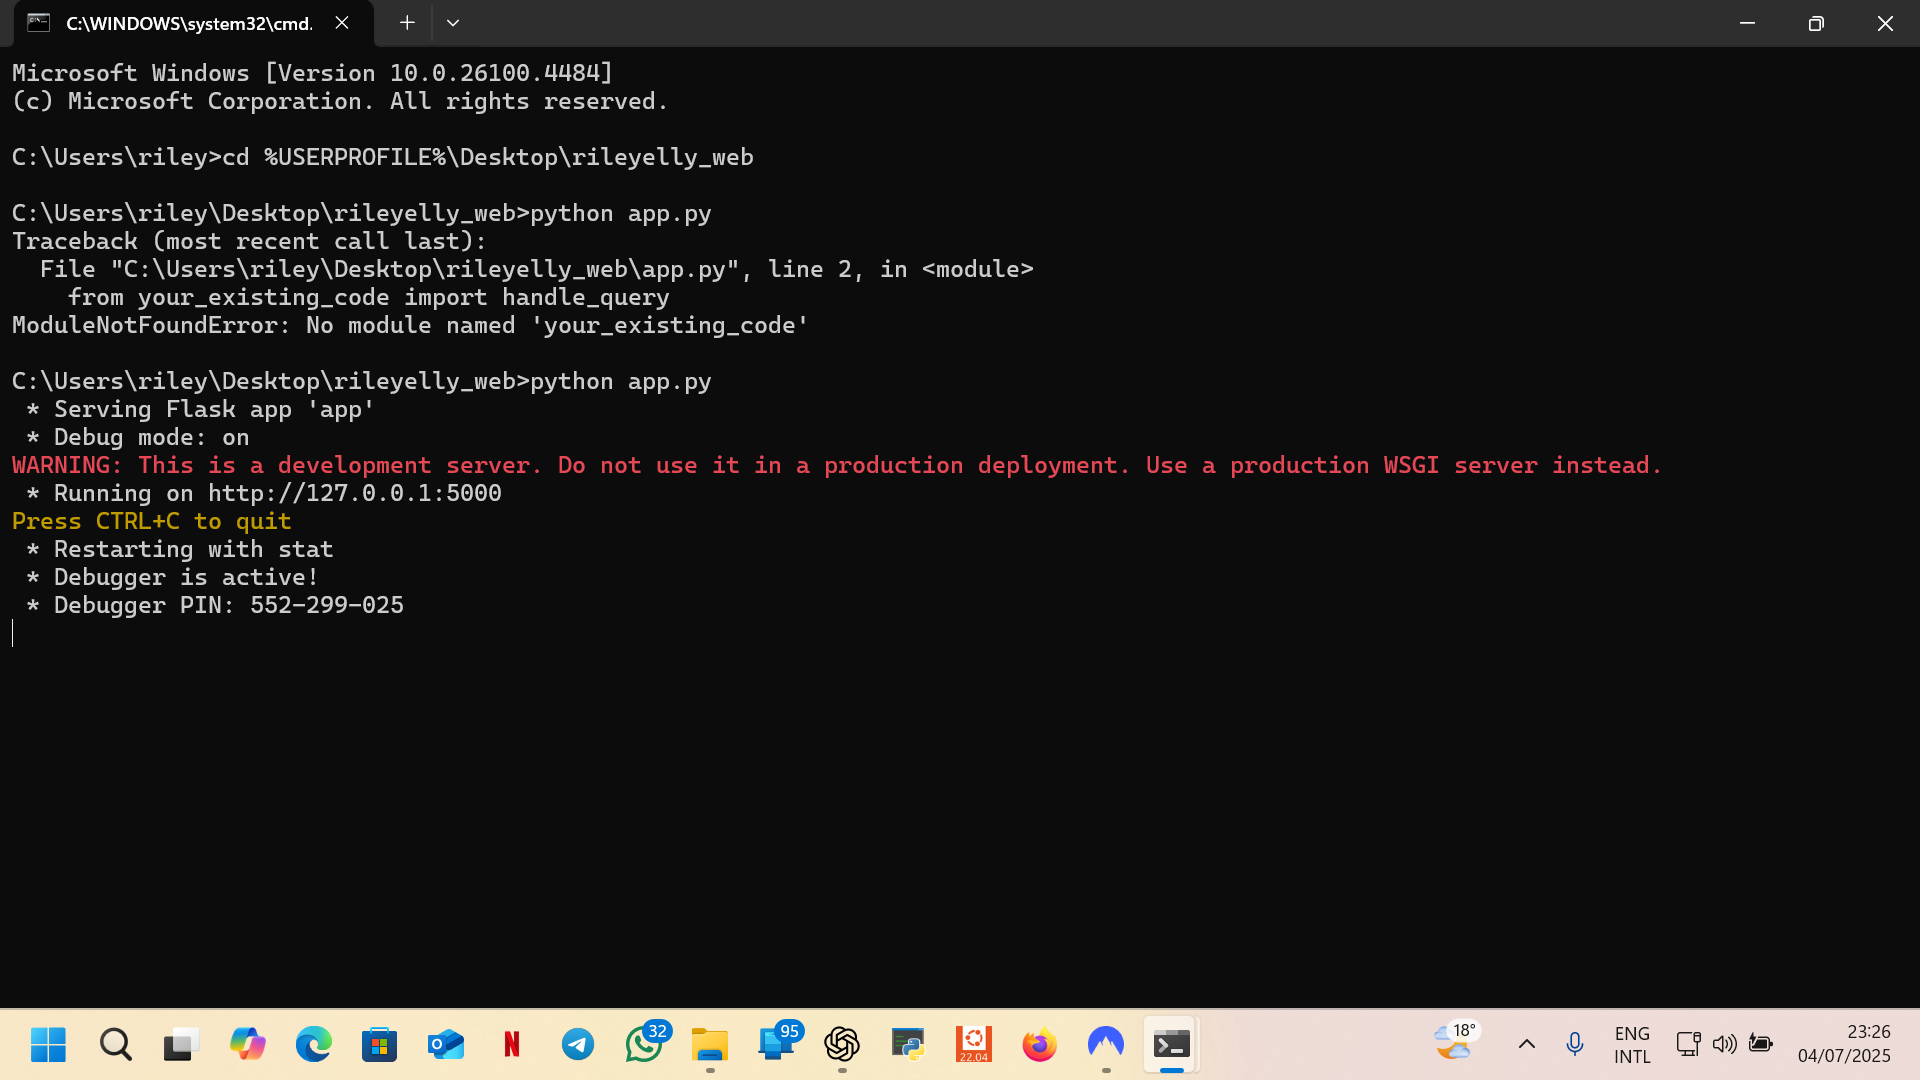 C:\WINDOWS\system32\cmd.
Microsoft Windows [Version 10.0.26100.4484]
(c) Microsoft Corporation. All rights reserved.
C:\Users\riley>cd %USERPROFILE%\Desktop\rileyelly_web
C:\Users\riley\Desktop\rileyelly_web>python app.py
Traceback (most recent call last):
  File "C:\Users\riley\Desktop\rileyelly_web\app.py", line 2, in <module>
    from your_existing_code import handle_query
ModuleNotFoundError: No module named 'your_existing_code'
C:\Users\riley\Desktop\rileyelly_web>python app.py
 * Serving Flask app 'app'
 * Debug mode: on
WARNING: This is a development server. Do not use it in a production deployment. Use a production WSGI server instead.
 * Running on http://127.0.0.1:5000
Press CTRL+C to quit
 * Restarting with stat
 * Debugger is active!
 * Debugger PIN: 552-299-025
32
95
22.04
18°
ENG
INTL
23:26
04/07/2025